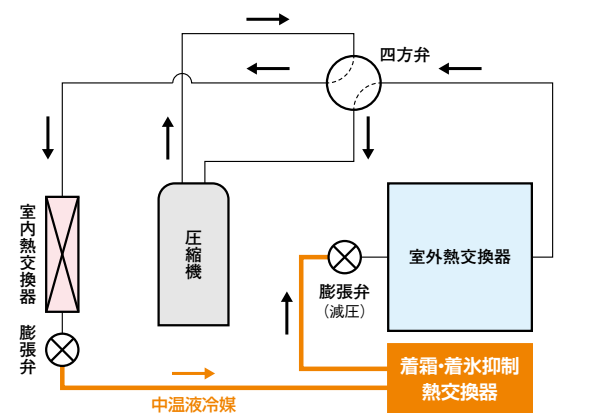 四方弁
室内熱交換器
圧縮機
室外熱交換器
膨張弁
（減圧）
膨張弁
着霜・着氷抑制
熱交換器
中温液冷媒